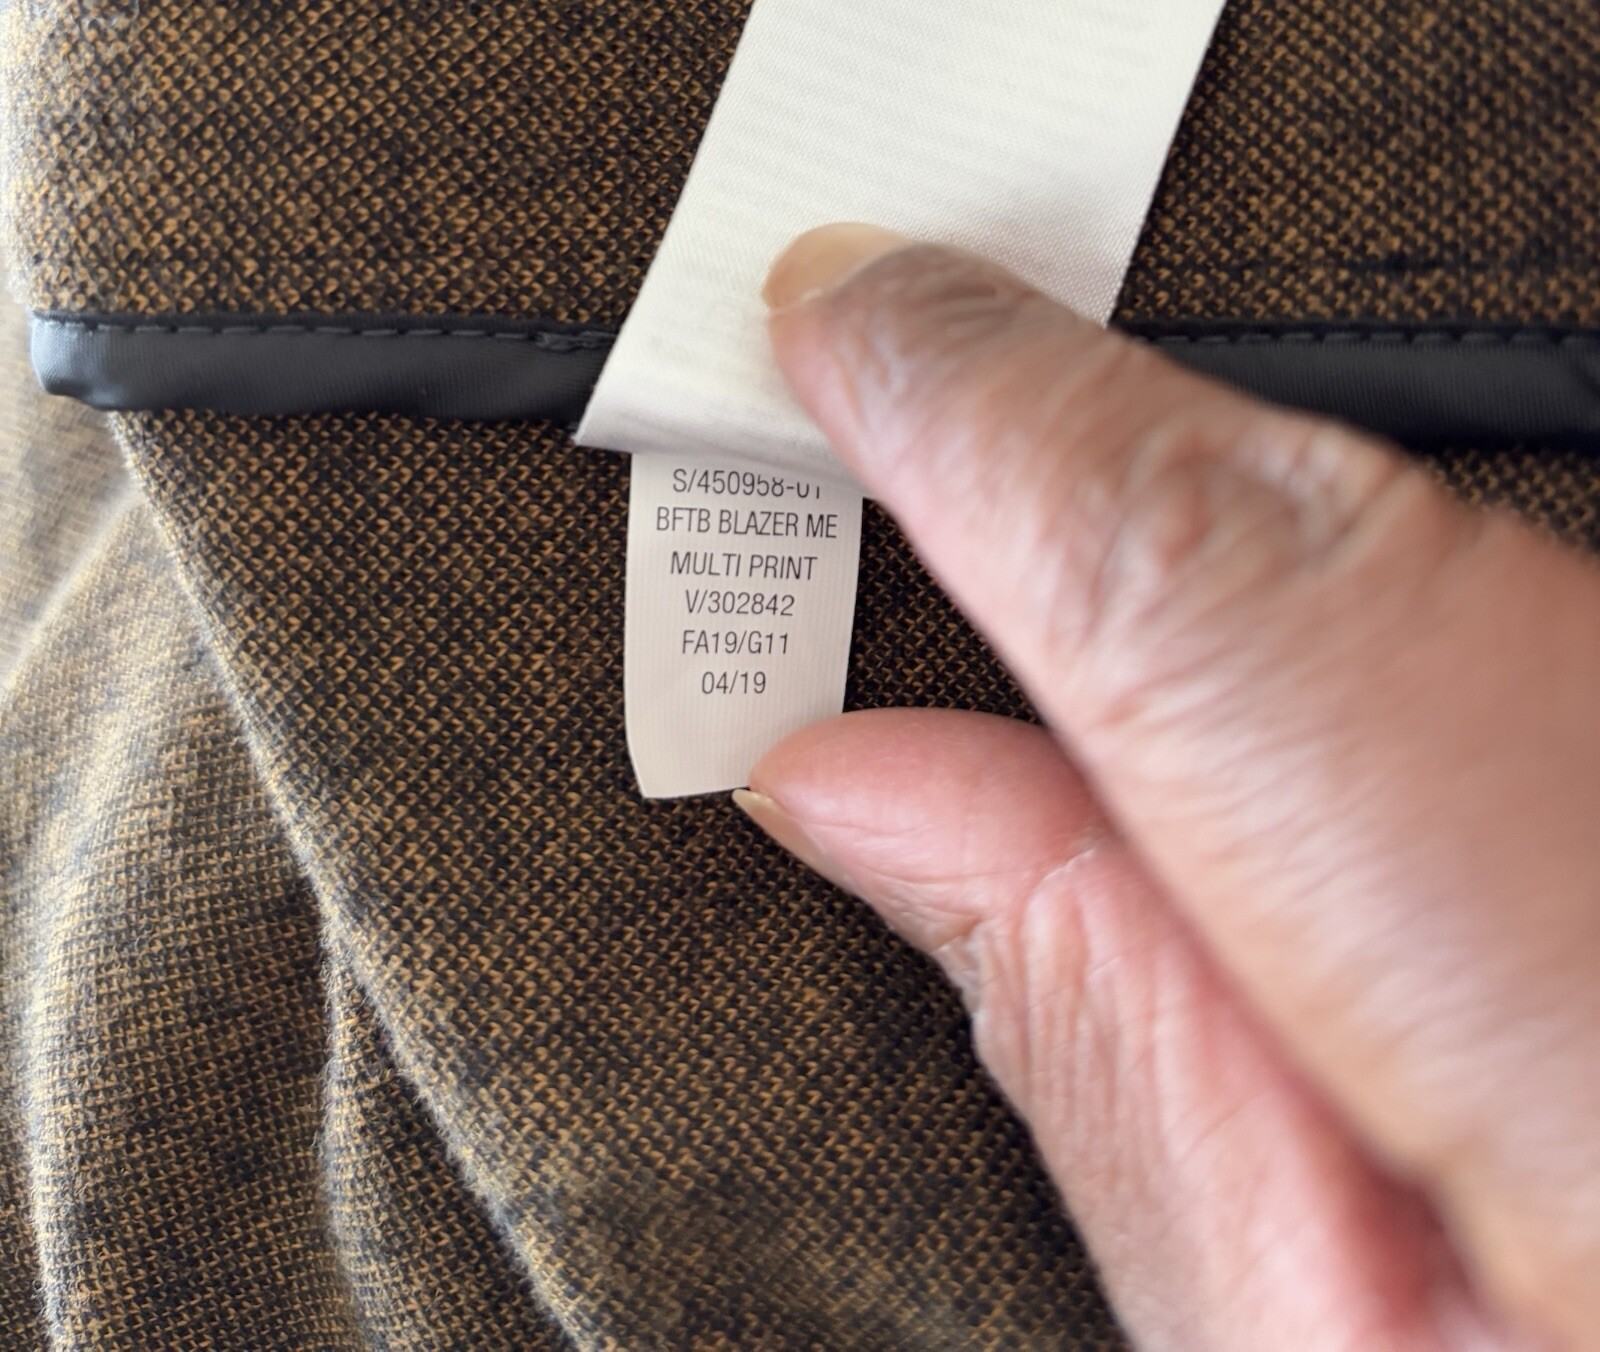 S/450958-01
BFTB BLAZER ME
MULTI PRINT
V/302842
FA19/G11
04/19